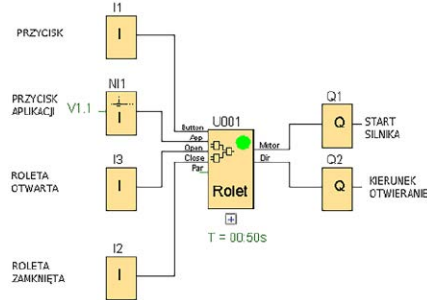 I1
PRZYCISK
I
NI1
PRZYCISK
APLIKACJI
V1.1
I
I3
ROLETA
OTWARTA
I
I2
ROLETA
ZAMKNIĘTA
I
U001
Button
App
Open
Close
Par
Motor
Dir
Rolet
T = 00:50s
Q1
Q
START
SILNIKA
Q2
Q
KIERUNEK
OTWIERANIE